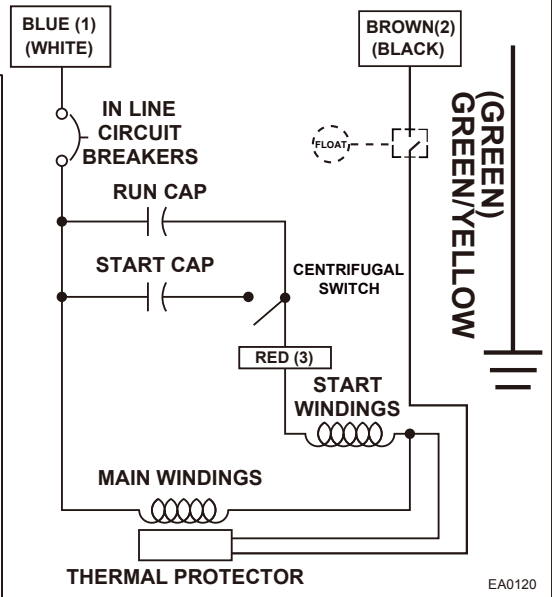 BLUE (1)
(WHITE)
BROWN(2)
(BLACK)
IN LINE
CIRCUIT
BREAKERS
FLOAT
(GREEN)
GREEN/YELLOW
RUN CAP
START CAP
CENTRIFUGAL
SWITCH
RED (3)
START
WINDINGS
MAIN WINDINGS
THERMAL PROTECTOR
EA0120